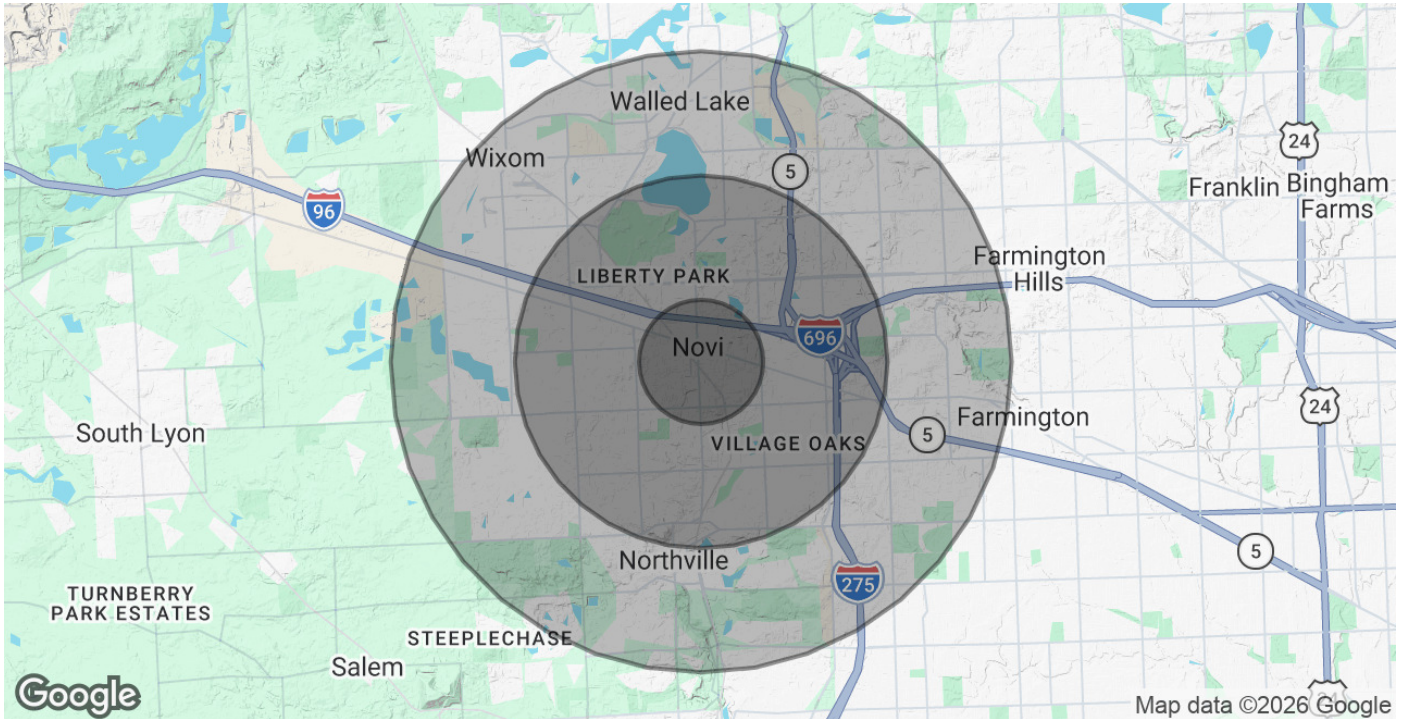 Walled Lake
Wixom
5
24
96
Franklin
Bingham
Farms
Farmington
Hills
LIBERTY PARK
696
Novi
24
Farmington
South Lyon
5
VILLAGE OAKS
Northville
5
275
TURNBERRY
PARK ESTATES
STEEPLECHASE
Salem
Google
Map data ©2026 Google